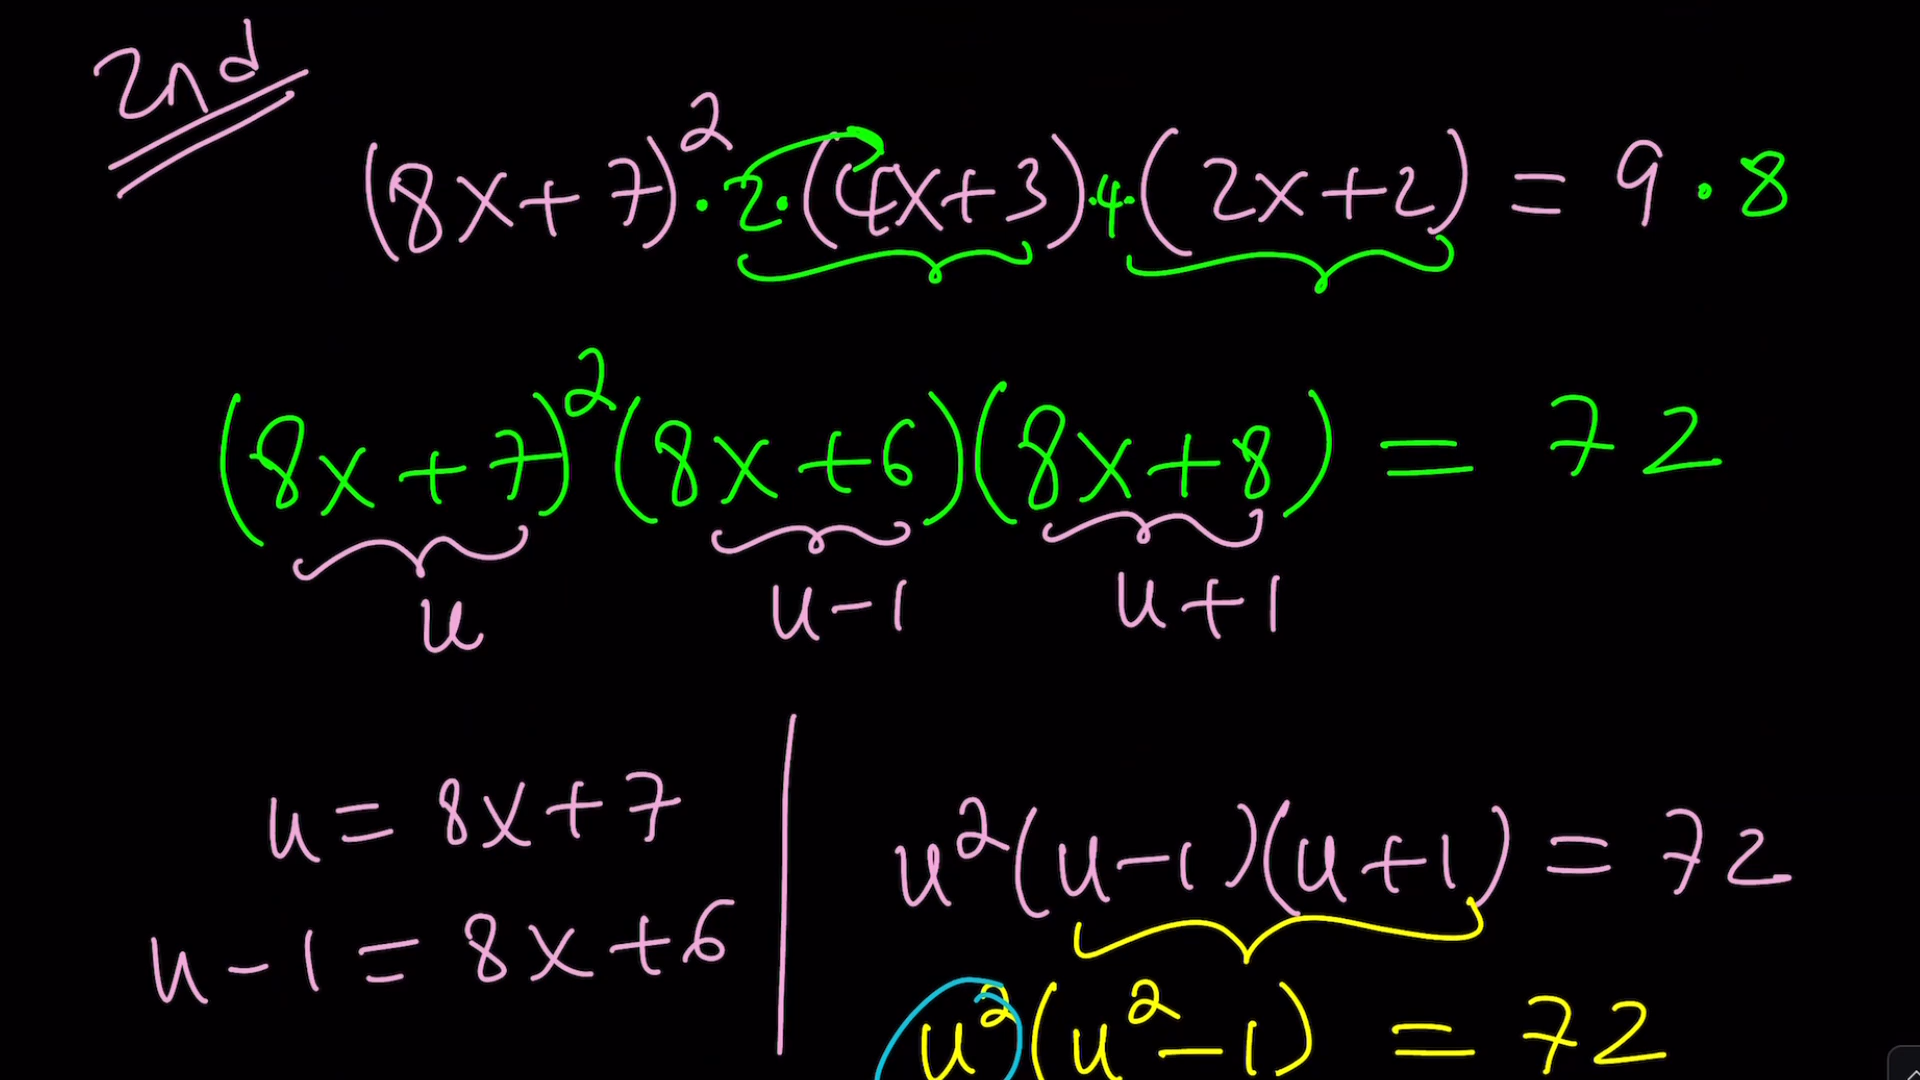 2nd
(8x+7)²·2·(4x+3)·4·(2x+2) = 9·8
(8x+7)²(8x+6)(8x+8) = 72
u u-1 u+1
u = 8x+7
u-1 = 8x+6
u²(u-1)(u+1) = 72
u²(u²-1) = 72